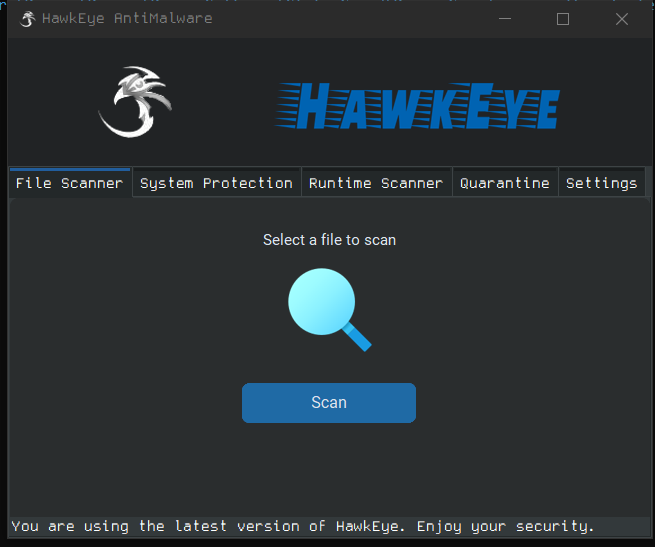 HawkEye AntiMalware
HawkEye
File Scanner System Protection Runtime Scanner Quarantine Settings
Select a file to scan
Scan
You are using the latest version of HawkEye. Enjoy your security.